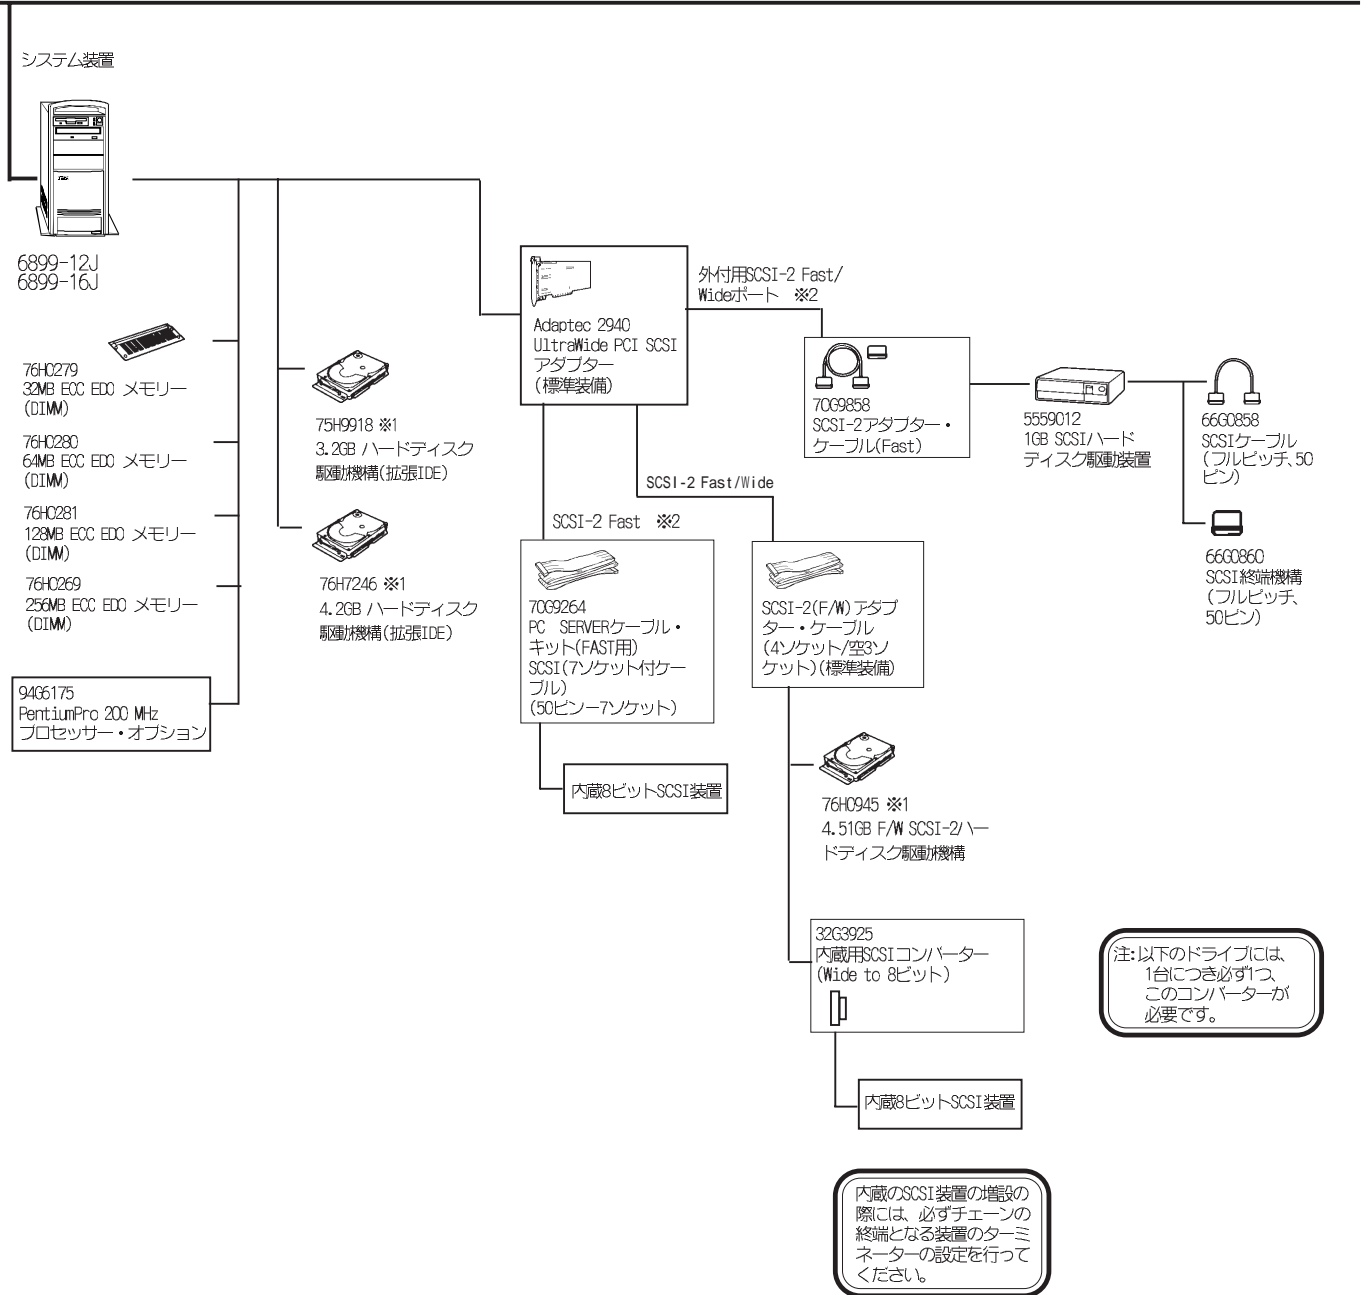 システム装置
6899-12J
6899-16J
76H0279
32MB ECC EDO メモリー
(DIMM)
76H0280
64MB ECC EDO メモリー
(DIMM)
76H0281
128MB ECC EDO メモリー
(DIMM)
76H0269
256MB ECC EDO メモリー
(DIMM)
94G6175
PentiumPro 200 MHz
プロセッサー・オプション
75H9918 ※1
3.2GB ハードディスク
駆動機構(拡張IDE)
76H7246 ※1
4.2GB ハードディスク
駆動機構(拡張IDE)
Adaptec 2940
UltraWide PCI SCSI
アダプター
(標準装備)
外付用SCSI-2 Fast/
Wideポート ※2
70G9858
SCSI-2アダプター・
ケーブル(Fast)
5559012
1GB SCSIハード
ディスク駆動装置
66G0858
SCSIケーブル
(フルピッチ、50
ピン)
66G0860
SCSI終端機構
(フルピッチ、
50ピン)
SCSI-2 Fast/Wide
SCSI-2 Fast ※2
70G9264
PC SERVERケーブル・
キット(FAST用)
SCSI(7ソケット付ケー
ブル)
(50ピンー7ソケット)
内蔵8ビットSCSI装置
SCSI-2(F/W)アダプ
ター・ケーブル
(4ソケット/空3ソ
ケット)(標準装備)
76H0945 ※1
4.51GB F/W SCSI-2ハー
ドディスク駆動機構
32G3925
内蔵用SCSIコンバーター
(Wide to 8ビット)
内蔵8ビットSCSI装置
注:以下のドライブには、
1台につき必ず1つ、
このコンバーターが
必要です。
内蔵のSCSI装置の増設の
際には、必ずチェーンの
終端となる装置のターミ
ネーターの設定を行って
ください。